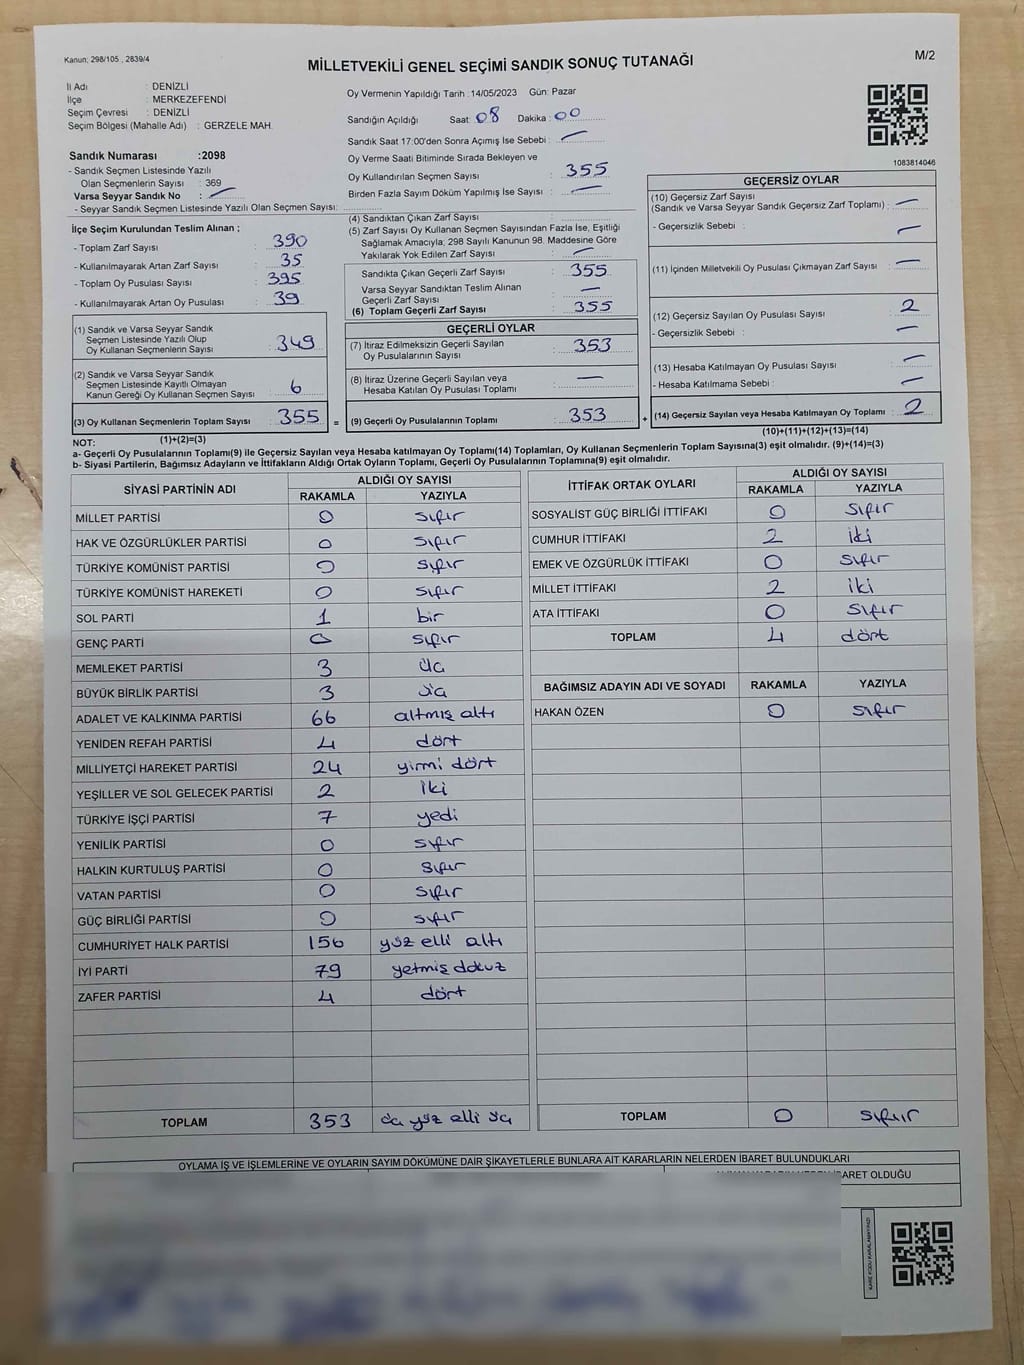 Kanun; 298/105 , 2839/4
M/2
MİLLETVEKİLİ GENEL SEÇİMİ SANDIK SONUÇ TUTANAĞI
İl Adı : DENİZLİ
İlçe : MERKEZEFENDİ
Seçim Çevresi : DENİZLİ
Seçim Bölgesi (Mahalle Adı) : GERZELE MAH.
Sandık Numarası :2098
- Sandık Seçmen Listesinde Yazılı
Olan Seçmenlerin Sayısı : 369
Varsa Seyyar Sandık No : —
- Seyyar Sandık Seçmen Listesinde Yazılı Olan Seçmen Sayısı:
Oy Vermenin Yapıldığı Tarih :14/05/2023 Gün: Pazar
Sandığın Açıldığı Saat: 08 Dakika: 00
Sandık Saat 17:00'den Sonra Açımış İse Sebebi : —
Oy Verme Saati Bitiminde Sırada Bekleyen ve
Oy Kullandırılan Seçmen Sayısı : 355
Birden Fazla Sayım Döküm Yapılmış İse Sayısı : —
1083814046
İlçe Seçim Kurulundan Teslim Alınan ;
- Toplam Zarf Sayısı : 390
- Kullanılmayarak Artan Zarf Sayısı : 35
- Toplam Oy Pusulası Sayısı : 395
- Kullanılmayarak Artan Oy Pusulası : 39
(1) Sandık ve Varsa Seyyar Sandık
Seçmen Listesinde Yazılı Olup
Oy Kullanan Seçmenlerin Sayısı : 349
(2) Sandık ve Varsa Seyyar Sandık
Seçmen Listesinde Kayıtlı Olmayan
Kanun Gereği Oy Kullanan Seçmen Sayısı : 6
(3) Oy Kullanan Seçmenlerin Toplam Sayısı : 355
(1)+(2)=(3)
(4) Sandıktan Çıkan Zarf Sayısı :
(5) Zarf Sayısı Oy Kullanan Seçmen Sayısından Fazla İse, Eşitliği
Sağlamak Amacıyla; 298 Sayılı Kanunun 98. Maddesine Göre
Yakılarak Yok Edilen Zarf Sayısı : —
Sandıkta Çıkan Geçerli Zarf Sayısı : 355
Varsa Seyyar Sandıktan Teslim Alınan
Geçerli Zarf Sayısı : —
(6) Toplam Geçerli Zarf Sayısı : 355
GEÇERLİ OYLAR
(7) İtiraz Edilmeksizin Geçerli Sayılan
Oy Pusulalarının Sayısı : 353
(8) İtiraz Üzerine Geçerli Sayılan veya
Hesaba Katılan Oy Pusulası Toplamı : —
= (9) Geçerli Oy Pusulalarının Toplamı : 353 +
GEÇERSİZ OYLAR
(10) Geçersiz Zarf Sayısı
(Sandık ve Varsa Seyyar Sandık Geçersiz Zarf Toplamı) : —
- Geçersizlik Sebebi : —
(11) İçinden Milletvekili Oy Pusulası Çıkmayan Zarf Sayısı : —
(12) Geçersiz Sayılan Oy Pusulası Sayısı : 2
- Geçersizlik Sebebi : —
(13) Hesaba Katılmayan Oy Pusulası Sayısı : —
- Hesaba Katılmama Sebebi : —
(14) Geçersiz Sayılan veya Hesaba Katılmayan Oy Toplamı : 2
(10)+(11)+(12)+(13)=(14)
NOT:
a- Geçerli Oy Pusulalarının Toplamı(9) ile Geçersiz Sayılan veya Hesaba katılmayan Oy Toplamı(14) Toplamları, Oy Kullanan Seçmenlerin Toplam Sayısına(3) eşit olmalıdır. (9)+(14)=(3)
b- Siyasi Partilerin, Bağımsız Adayların ve İttifakların Aldığı Ortak Oyların Toplamı, Geçerli Oy Pusulalarının Toplamına(9) eşit olmalıdır.
SİYASİ PARTİNİN ADI ALDIĞI OY SAYISI
RAKAMLA YAZIYLA
MİLLET PARTİSİ 0 sıfır
HAK VE ÖZGÜRLÜKLER PARTİSİ 0 sıfır
TÜRKİYE KOMÜNİST PARTİSİ 0 sıfır
TÜRKİYE KOMÜNİST HAREKETİ 0 sıfır
SOL PARTİ 1 bir
GENÇ PARTİ 0 sıfır
MEMLEKET PARTİSİ 3 üç
BÜYÜK BİRLİK PARTİSİ 3 üç
ADALET VE KALKINMA PARTİSİ 66 altmış altı
YENİDEN REFAH PARTİSİ 4 dört
MİLLİYETÇİ HAREKET PARTİSİ 24 yirmi dört
YEŞİLLER VE SOL GELECEK PARTİSİ 2 iki
TÜRKİYE İŞÇİ PARTİSİ 7 yedi
YENİLİK PARTİSİ 0 sıfır
HALKIN KURTULUŞ PARTİSİ 0 sıfır
VATAN PARTİSİ 0 sıfır
GÜÇ BİRLİĞİ PARTİSİ 0 sıfır
CUMHURİYET HALK PARTİSİ 156 yüz elli altı
İYİ PARTİ 79 yetmiş dokuz
ZAFER PARTİSİ 4 dört
TOPLAM 353 üç yüz elli üç
İTTİFAK ORTAK OYLARI ALDIĞI OY SAYISI
RAKAMLA YAZIYLA
SOSYALİST GÜÇ BİRLİĞİ İTTİFAKI 0 sıfır
CUMHUR İTTİFAKI 2 iki
EMEK VE ÖZGÜRLÜK İTTİFAKI 0 sıfır
MİLLET İTTİFAKI 2 iki
ATA İTTİFAKI 0 sıfır
TOPLAM 4 dört
BAĞIMSIZ ADAYIN ADI VE SOYADI RAKAMLA YAZIYLA
HAKAN ÖZEN 0 sıfır
TOPLAM 0 sıfıır
OYLAMA İŞ VE İŞLEMLERİNE VE OYLARIN SAYIM DÖKÜMÜNE DAİR ŞİKAYETLERLE BUNLARA AİT KARARLARIN NELERDEN İBARET BULUNDUKLARI
İBARET OLDUĞU